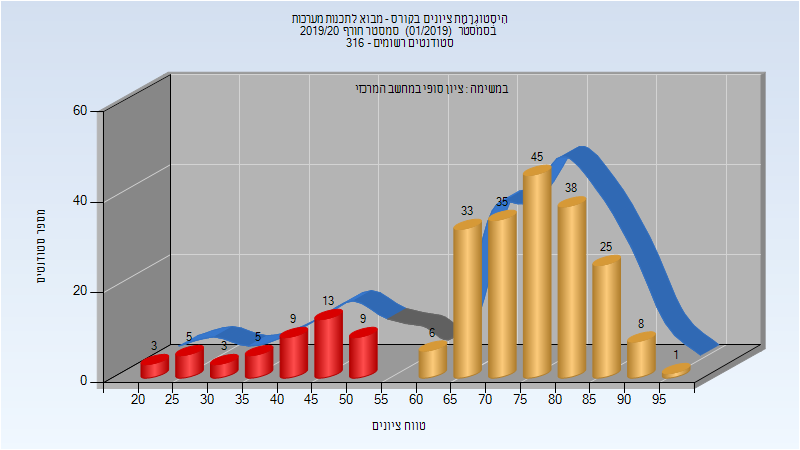 היסטוגרמת ציונים בקורס - מבוא לתכנות מערכות
בסמסטר (01/2019) סמסטר חורף 2019/20
סטודנטים רשומים - 316
במשימה : ציון סופי במחשב המרכזי
60
40
20
0
מספר סטודנטים
3
5
3
5
9
13
9
6
33
35
45
38
25
8
1
20 25 30 35 40 45 50 55 60 65 70 75 80 85 90 95
טווח ציונים